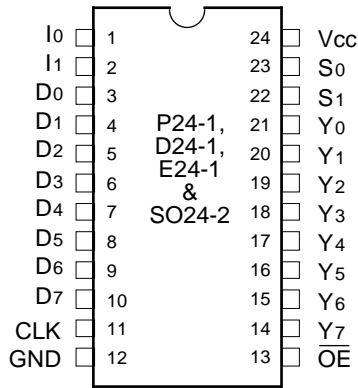 I0 1 24 Vcc
I1 2 23 S0
D0 3 22 S1
D1 4 P24-1, 21 Y0
D2 5 D24-1, 20 Y1
D3 6 E24-1 19 Y2
&
D4 7 SO24-2 18 Y3
D5 8 17 Y4
D6 9 16 Y5
D7 10 15 Y6
CLK 11 14 Y7
GND 12 13 OE